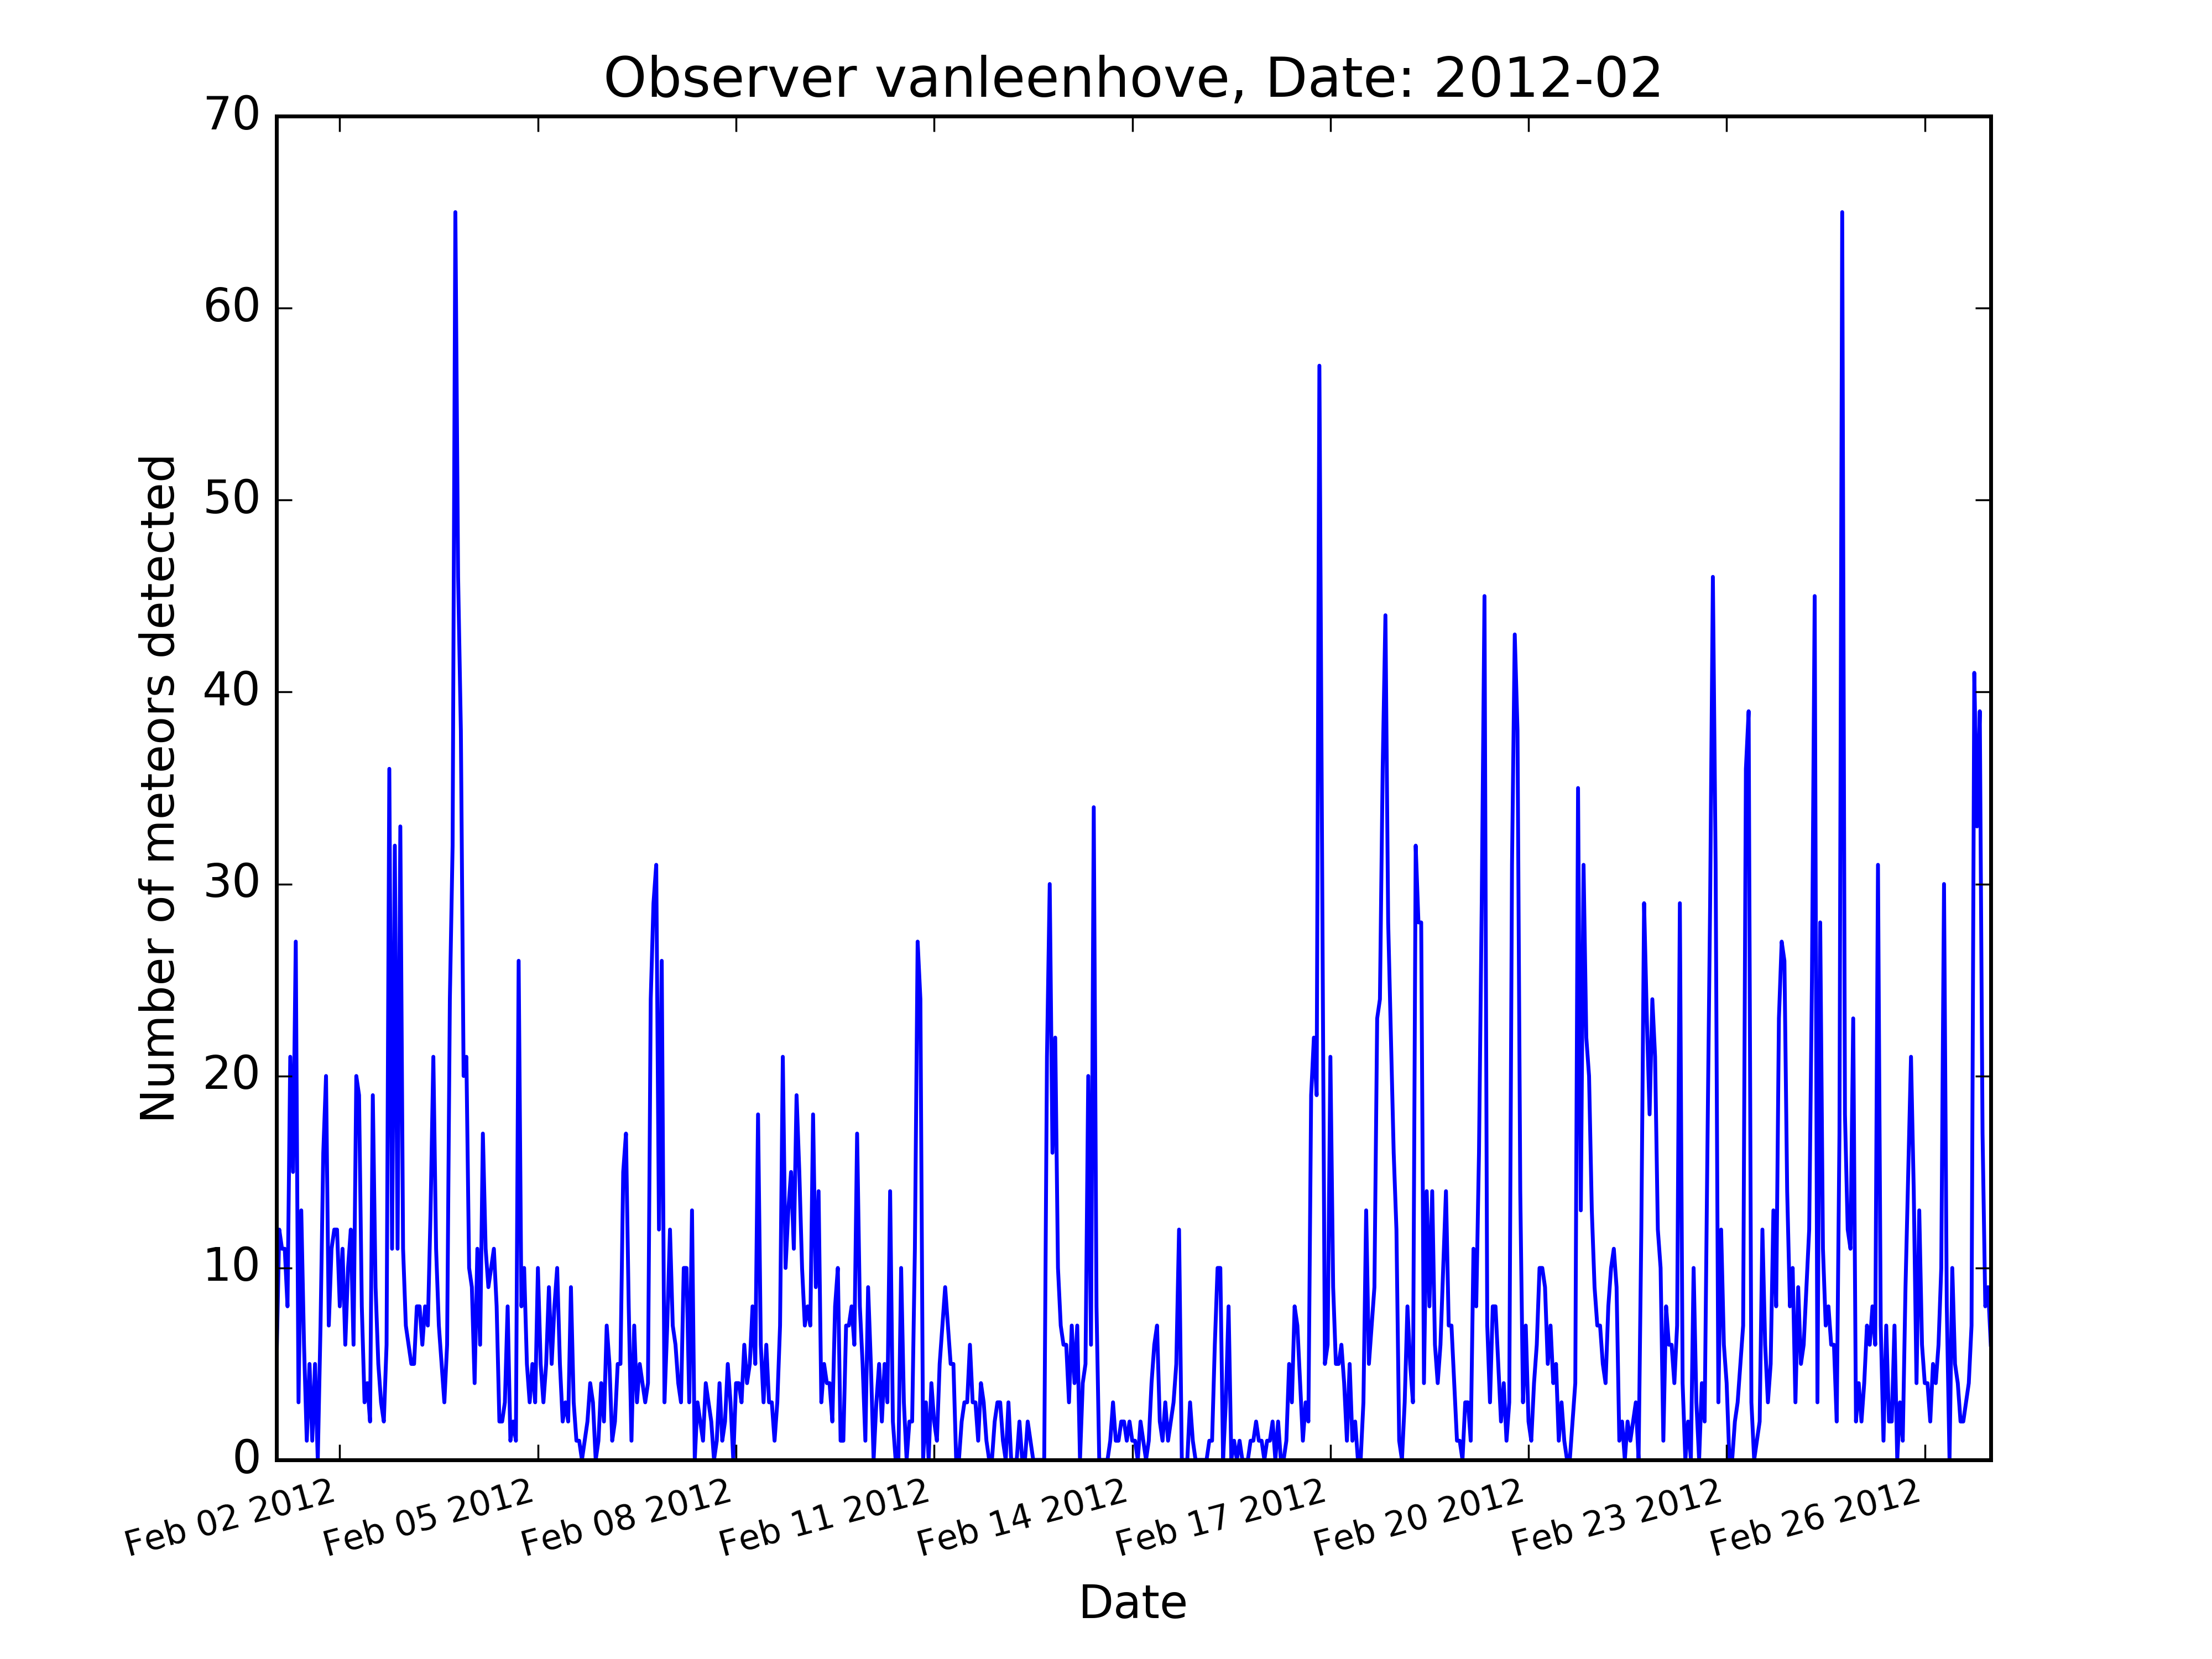 Observer vanleenhove, Date: 2012-02
Number of meteors detected
70
60
50
40
30
20
10
0
Feb 02 2012
Feb 05 2012
Feb 08 2012
Feb 11 2012
Feb 14 2012
Feb 17 2012
Feb 20 2012
Feb 23 2012
Feb 26 2012
Date